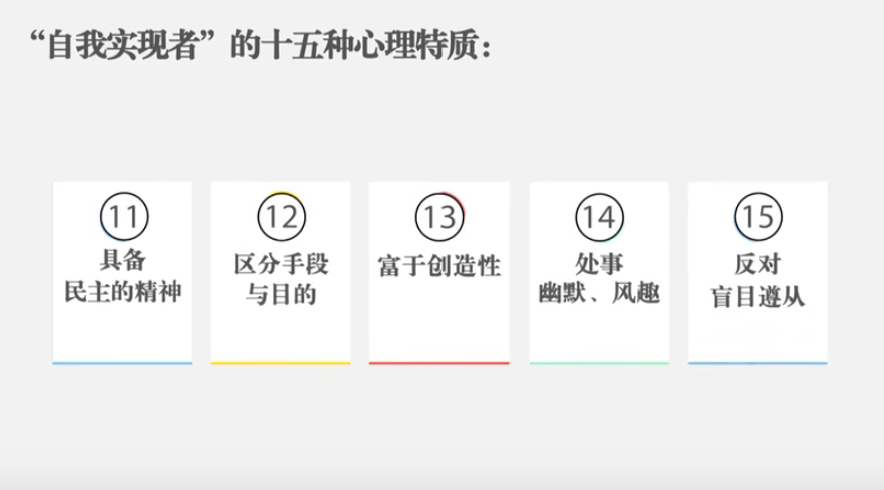 “自我实现者”的十五种心理特质：
11
具备
民主的精神
12
区分手段
与目的
13
富于创造性
14
处事
幽默、风趣
15
反对
盲目遵从